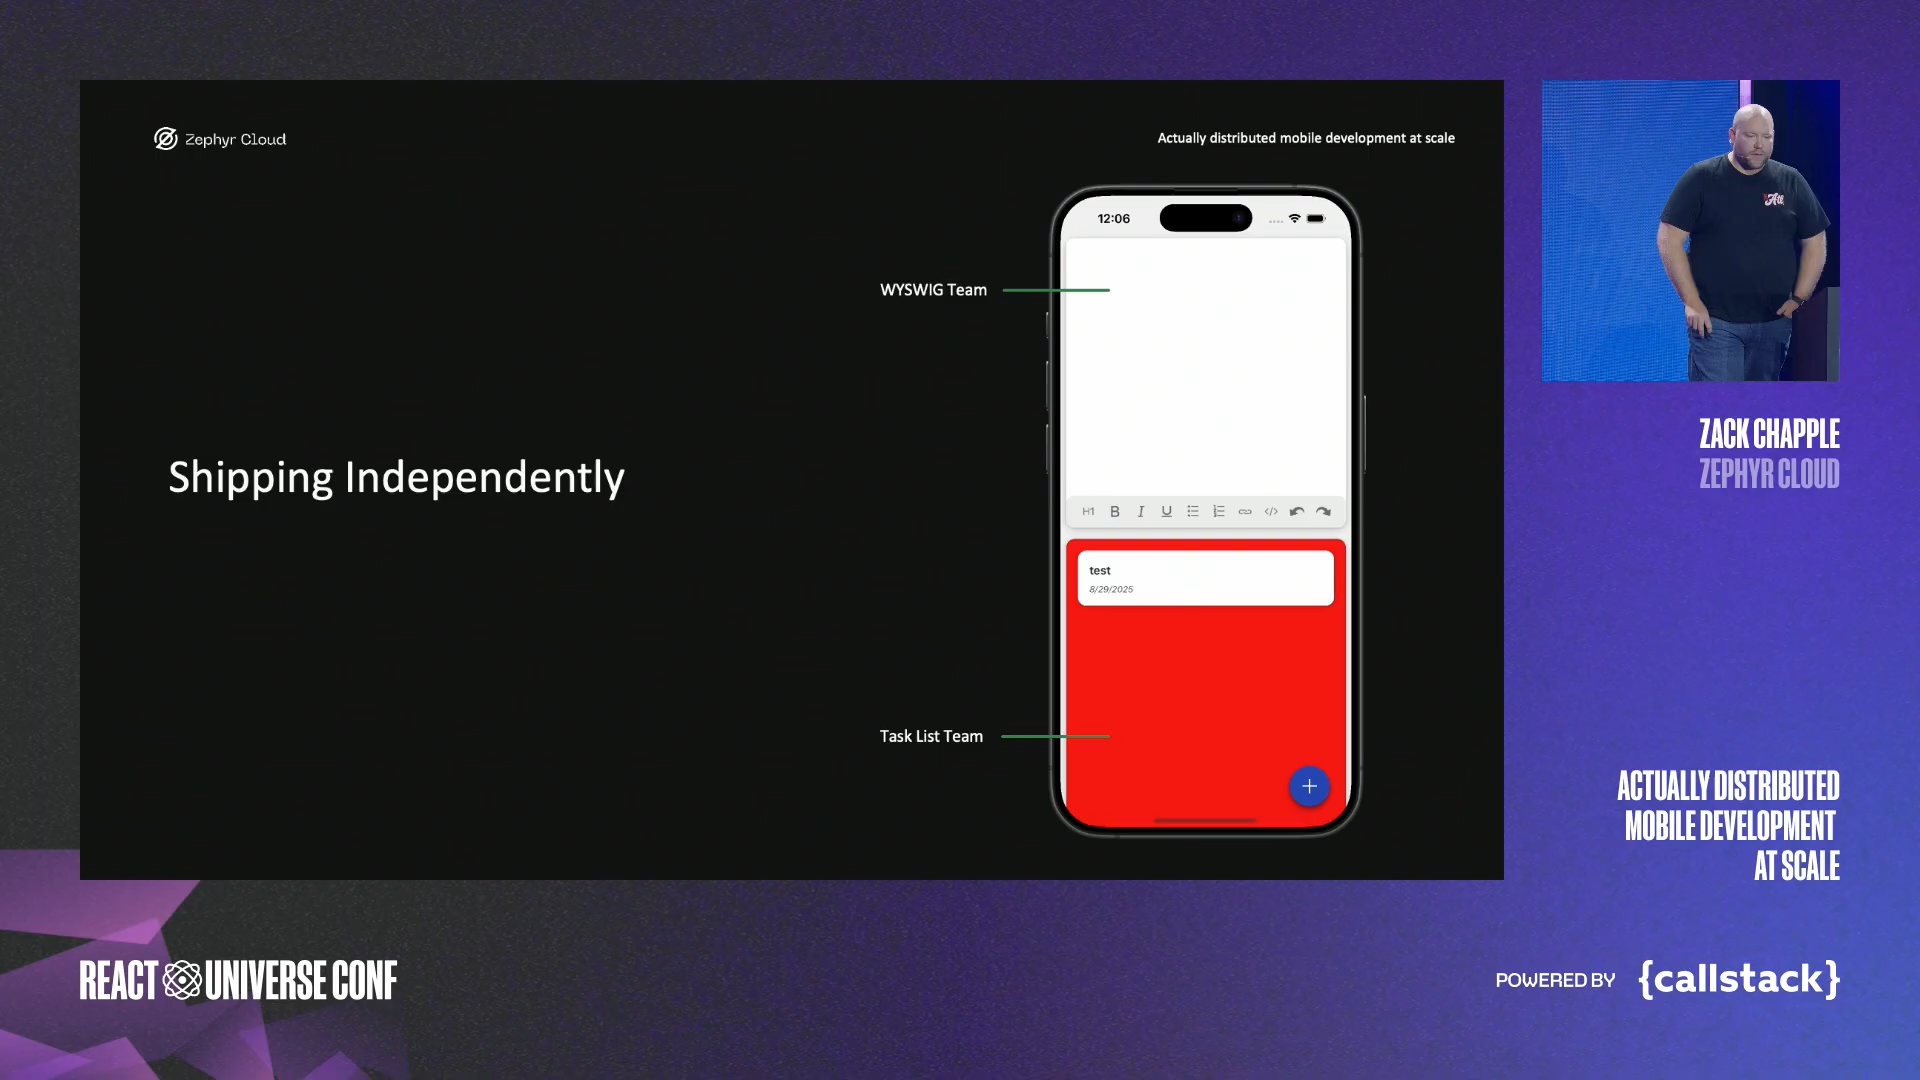 Zephyr Cloud
Actually distributed mobile development at scale
12:06
WYSWIG Team
Shipping Independently
H1 B I U </>
test
8/29/2025
Task List Team
+
ZACK CHAPPLE
ZEPHYR CLOUD
ACTUALLY DISTRIBUTED
MOBILE DEVELOPMENT
AT SCALE
REACT UNIVERSE CONF
POWERED BY {callstack}